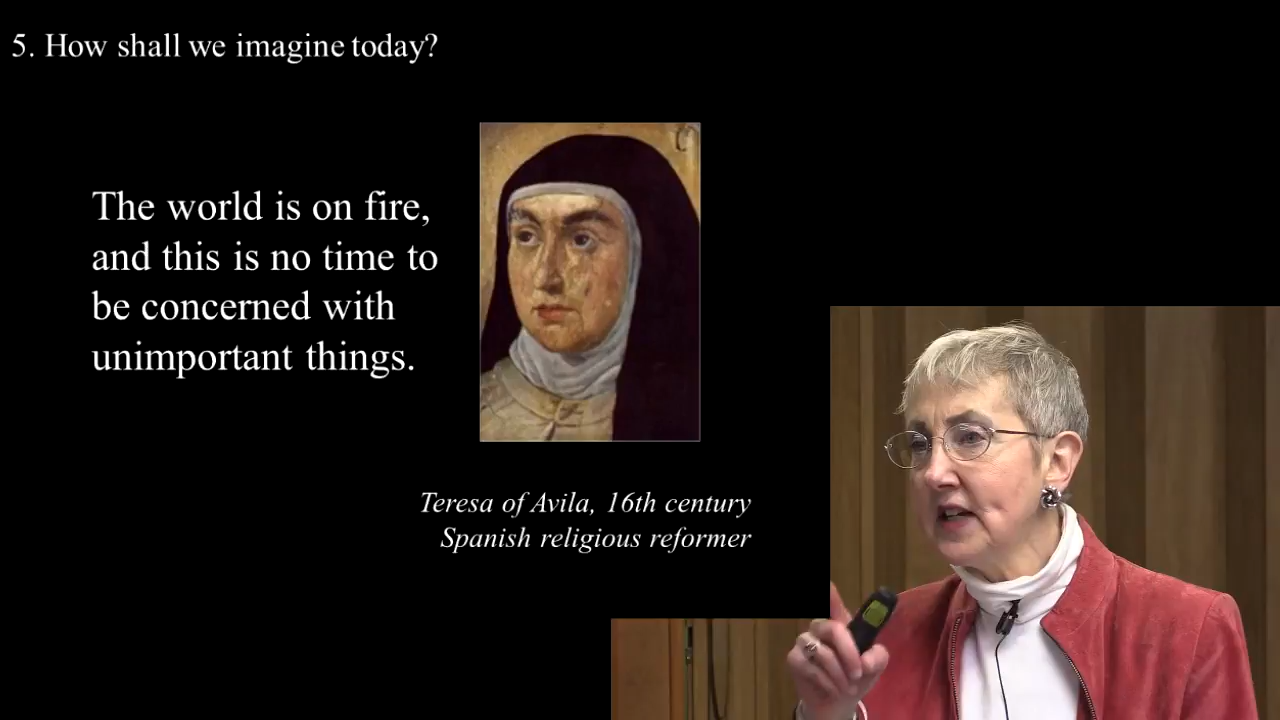 5. How shall we imagine today?
The world is on fire,
and this is no time to
be concerned with
unimportant things.
Teresa of Avila, 16th century
Spanish religious reformer